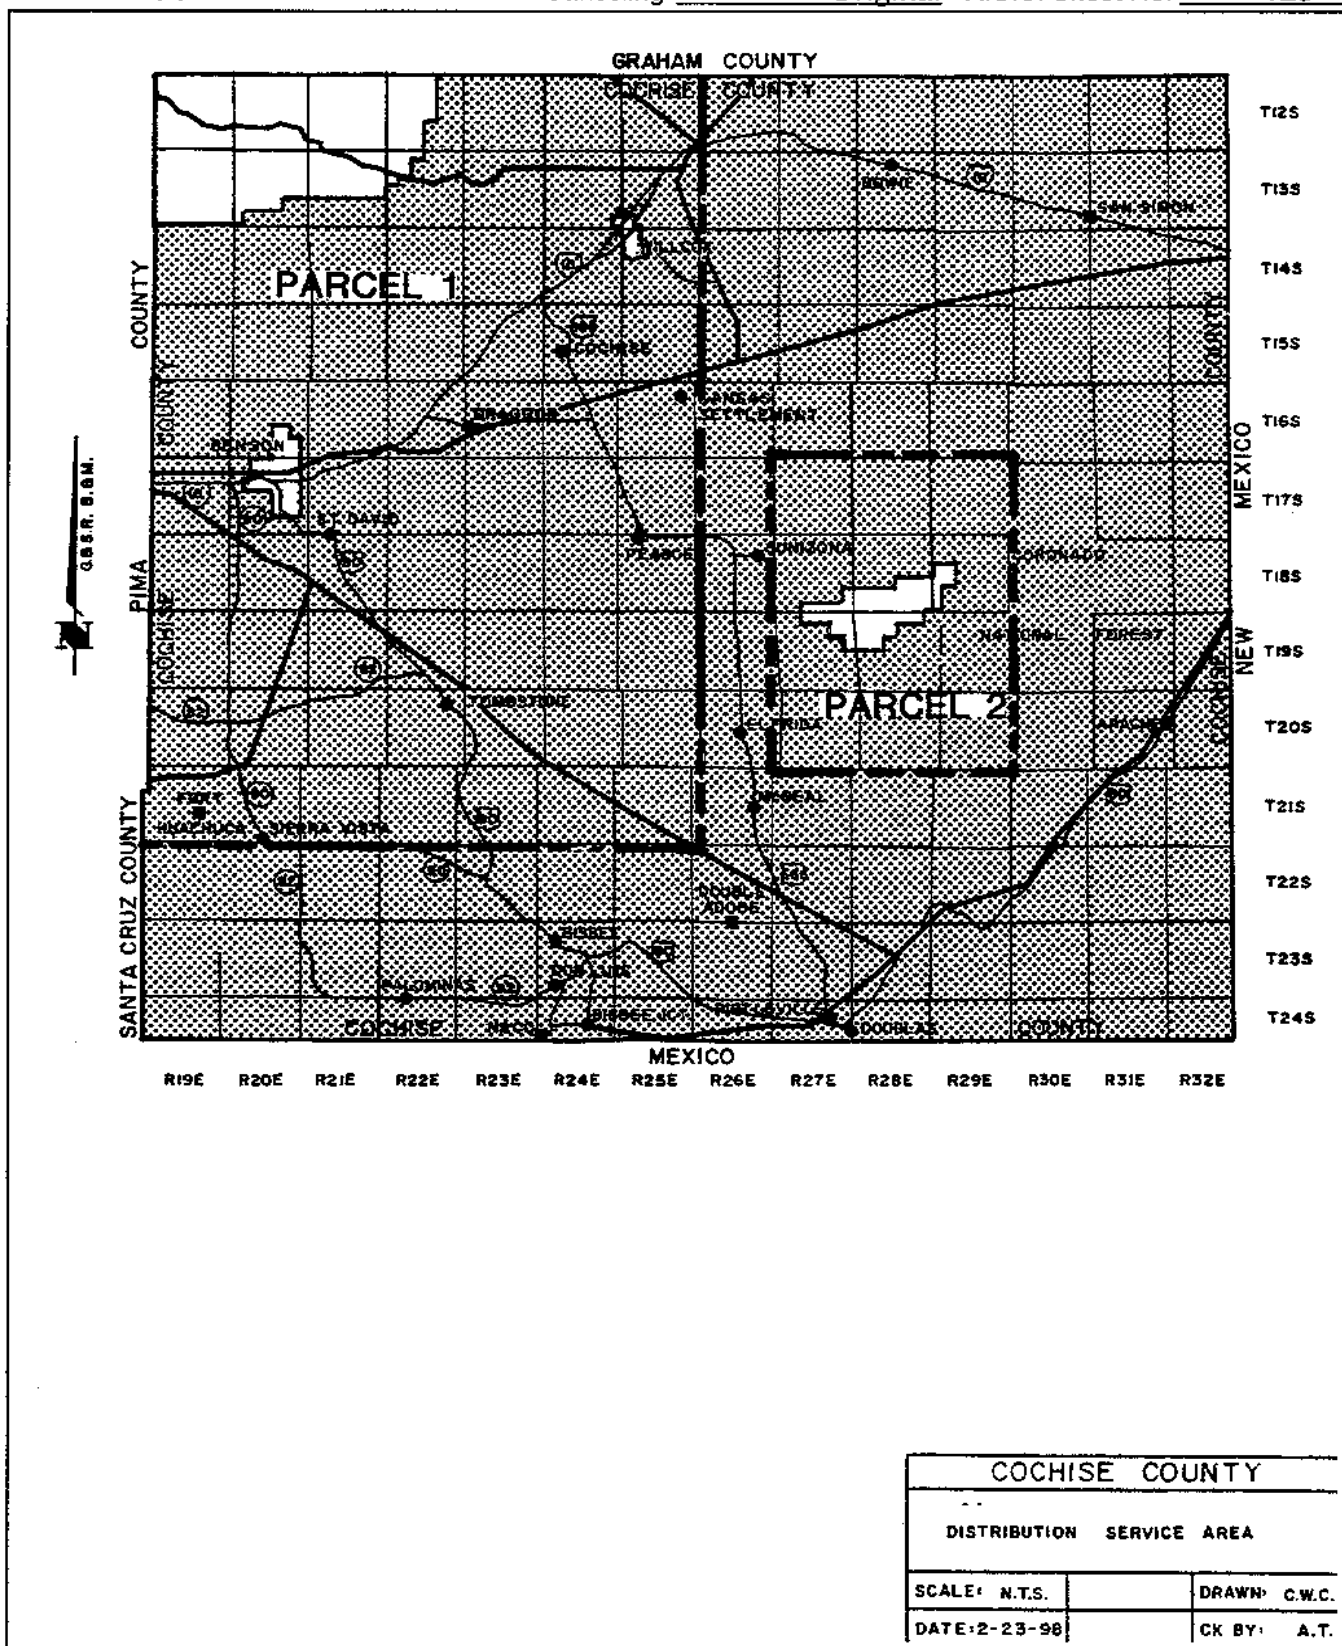 GRAHAM COUNTY
COCHISE COUNTY
T12S
BOWIE
T13S
SAN SIMON
WILLCOX
PARCEL 1
T14S
COUNTY
COUNTY
COCHISE
T15S
KANSAS
SETTLEMENT
DRAGOON
T16S
COUNTY
BENSON
MEXICO
G.& S.R. B.& M.
T17S
ST. DAVID
PEARCE
SUNIZONA
CORONADO
T18S
PIMA
COCHISE
NATIONAL FOREST
T19S
NEW
COCHISE
TOMBSTONE
PARCEL 2
ELFRIDA
APACHE
T20S
FORT
HUACHUCA
SIERRA VISTA
McNEAL
T21S
SANTA CRUZ COUNTY
T22S
DOUBLE
ADOBE
BISBEE
DON LUIS
T23S
PALOMINAS
BISBEE JCT.
PIRTLEVILLE
T24S
COCHISE
NACO
DOUGLAS
COUNTY
MEXICO
R19E R20E R21E R22E R23E R24E R25E R26E R27E R28E R29E R30E R31E R32E
COCHISE COUNTY
DISTRIBUTION SERVICE AREA
SCALE: N.T.S.
DRAWN: C.W.C.
DATE: 2-23-98
CK BY: A.T.